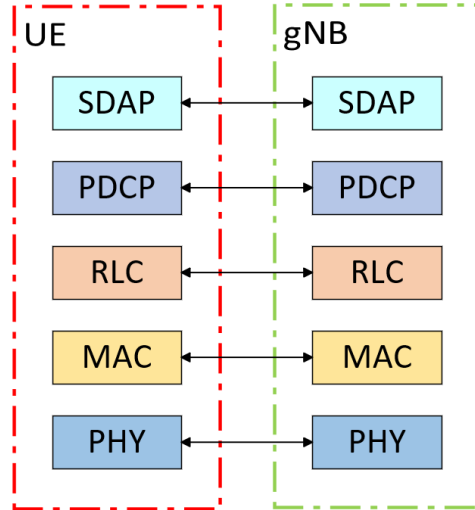 UE gNB
SDAP SDAP
PDCP PDCP
RLC RLC
MAC MAC
PHY PHY